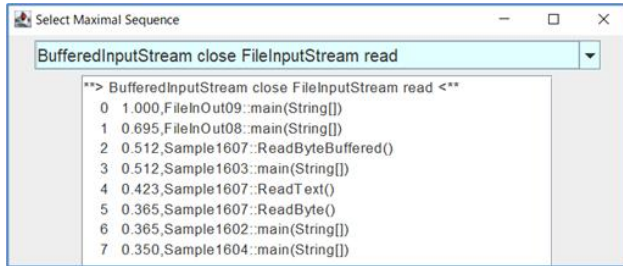 Select Maximal Sequence
BufferedInputStream close FileInputStream read
**> BufferedInputStream close FileInputStream read <**
0 1.000,FileInOut09::main(String[])
1 0.695,FileInOut08::main(String[])
2 0.512,Sample1607::ReadByteBuffered()
3 0.512,Sample1603::main(String[])
4 0.423,Sample1607::ReadText()
5 0.365,Sample1607::ReadByte()
6 0.365,Sample1602::main(String[])
7 0.350,Sample1604::main(String[])